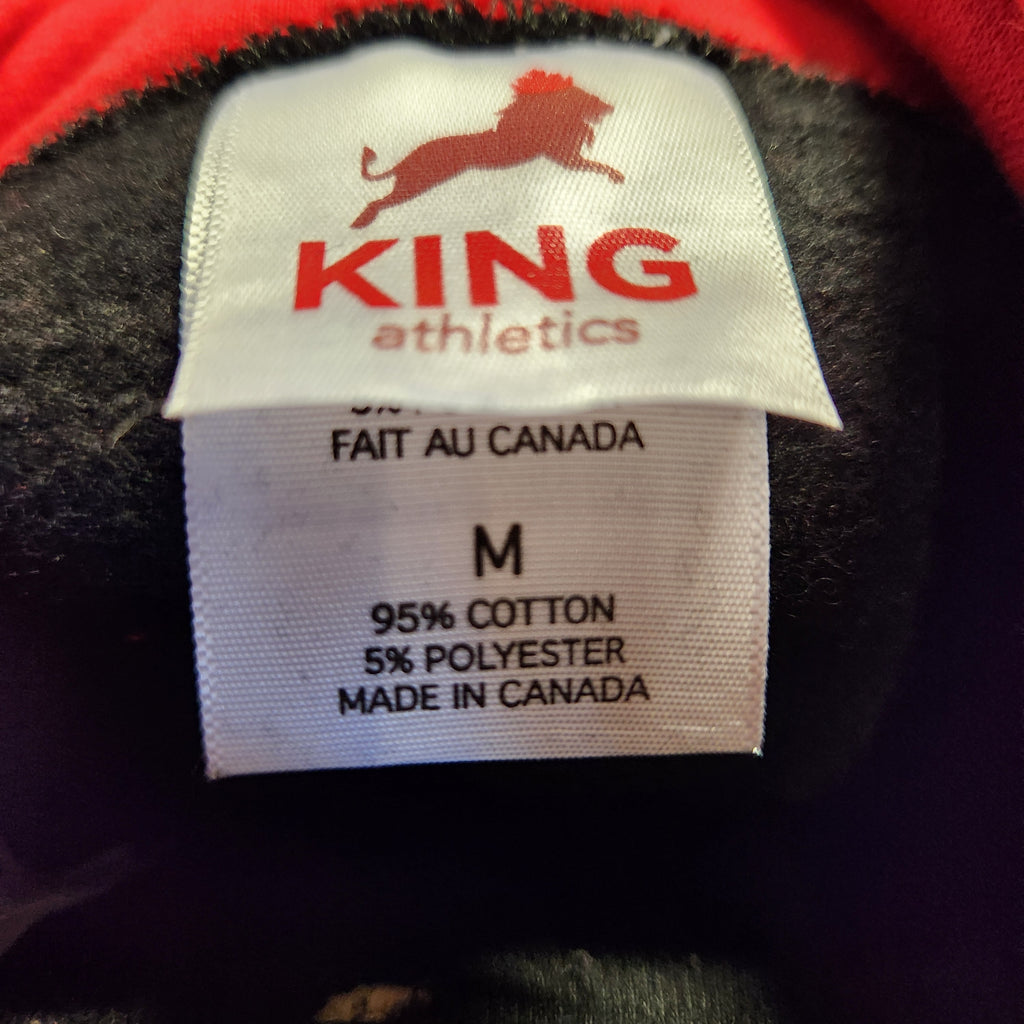 KING
athletics
FAIT AU CANADA
M
95% COTTON
5% POLYESTER
MADE IN CANADA